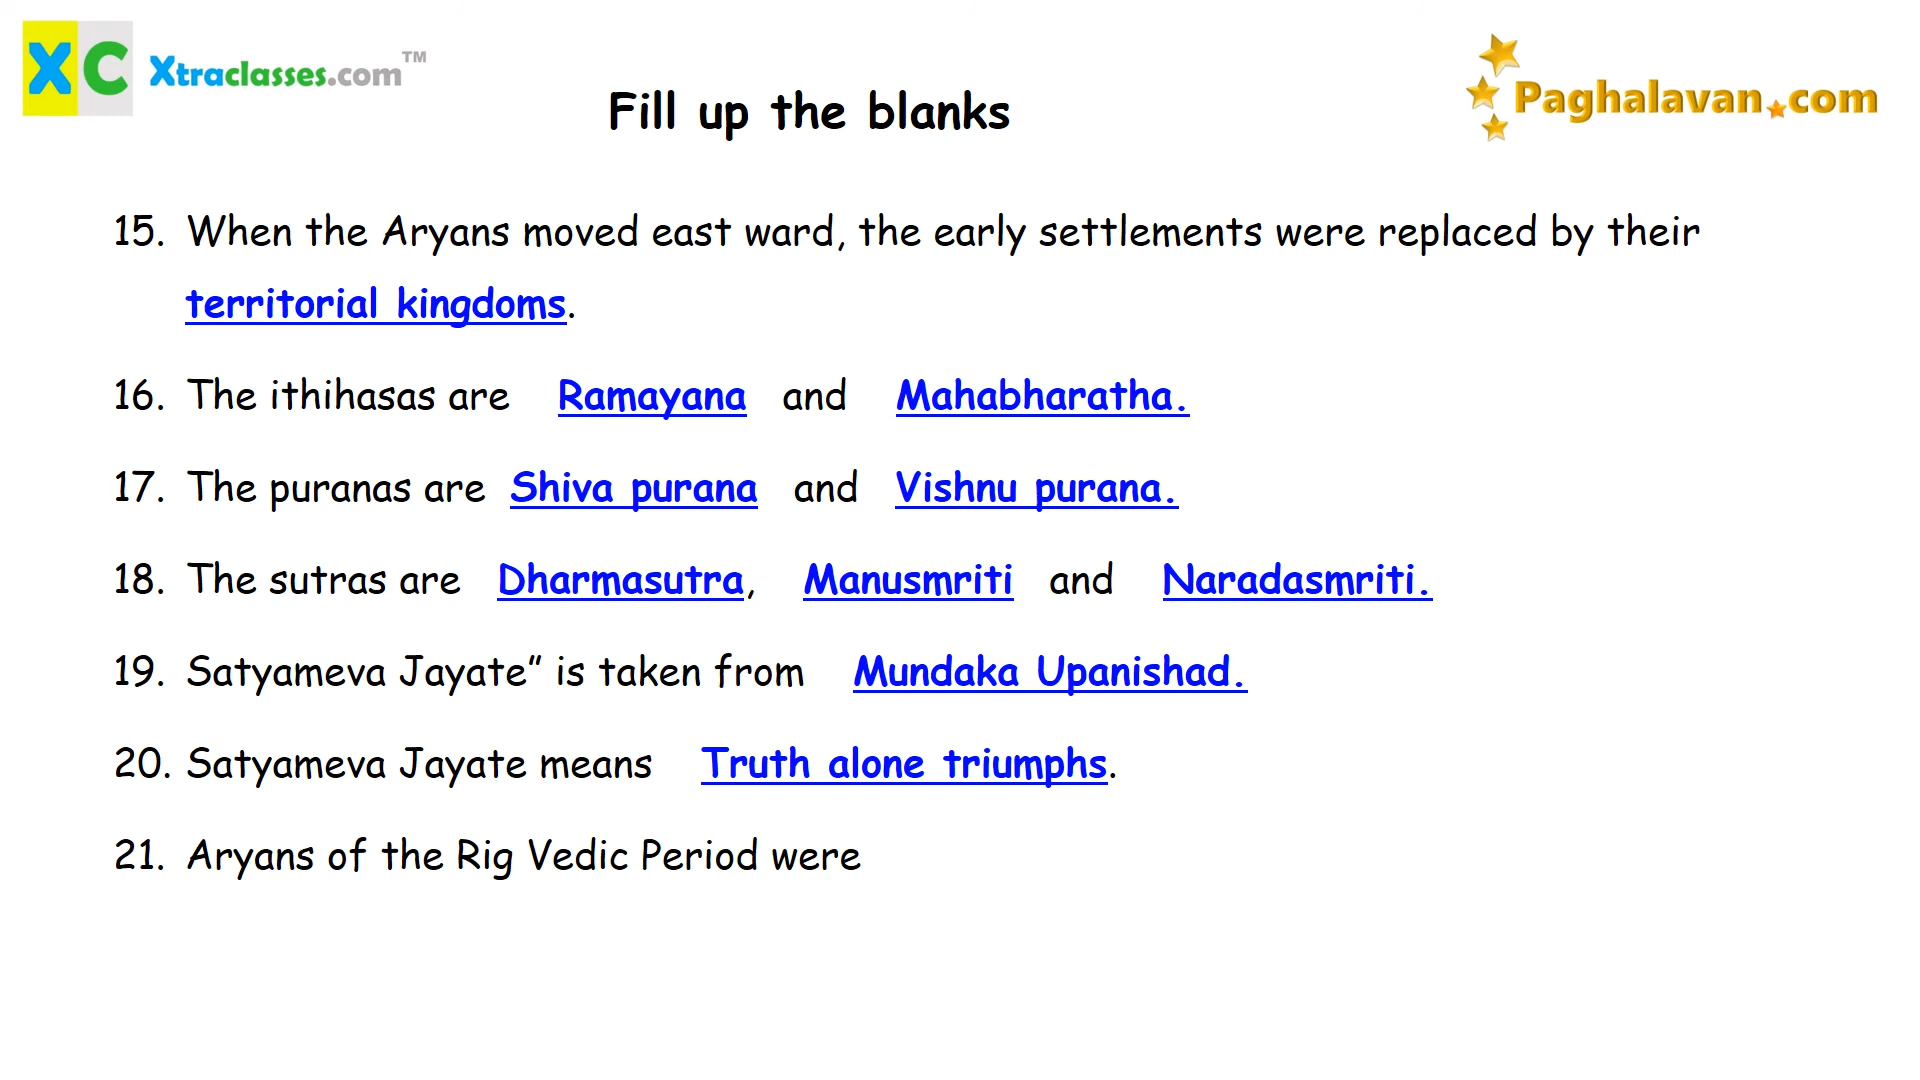 XC Xtraclasses.com™
Paghalavan.com
Fill up the blanks
15. When the Aryans moved east ward, the early settlements were replaced by their
territorial kingdoms.
16. The ithihasas are Ramayana and Mahabharatha.
17. The puranas are Shiva purana and Vishnu purana.
18. The sutras are Dharmasutra, Manusmriti and Naradasmriti.
19. Satyameva Jayate” is taken from Mundaka Upanishad.
20. Satyameva Jayate means Truth alone triumphs.
21. Aryans of the Rig Vedic Period were